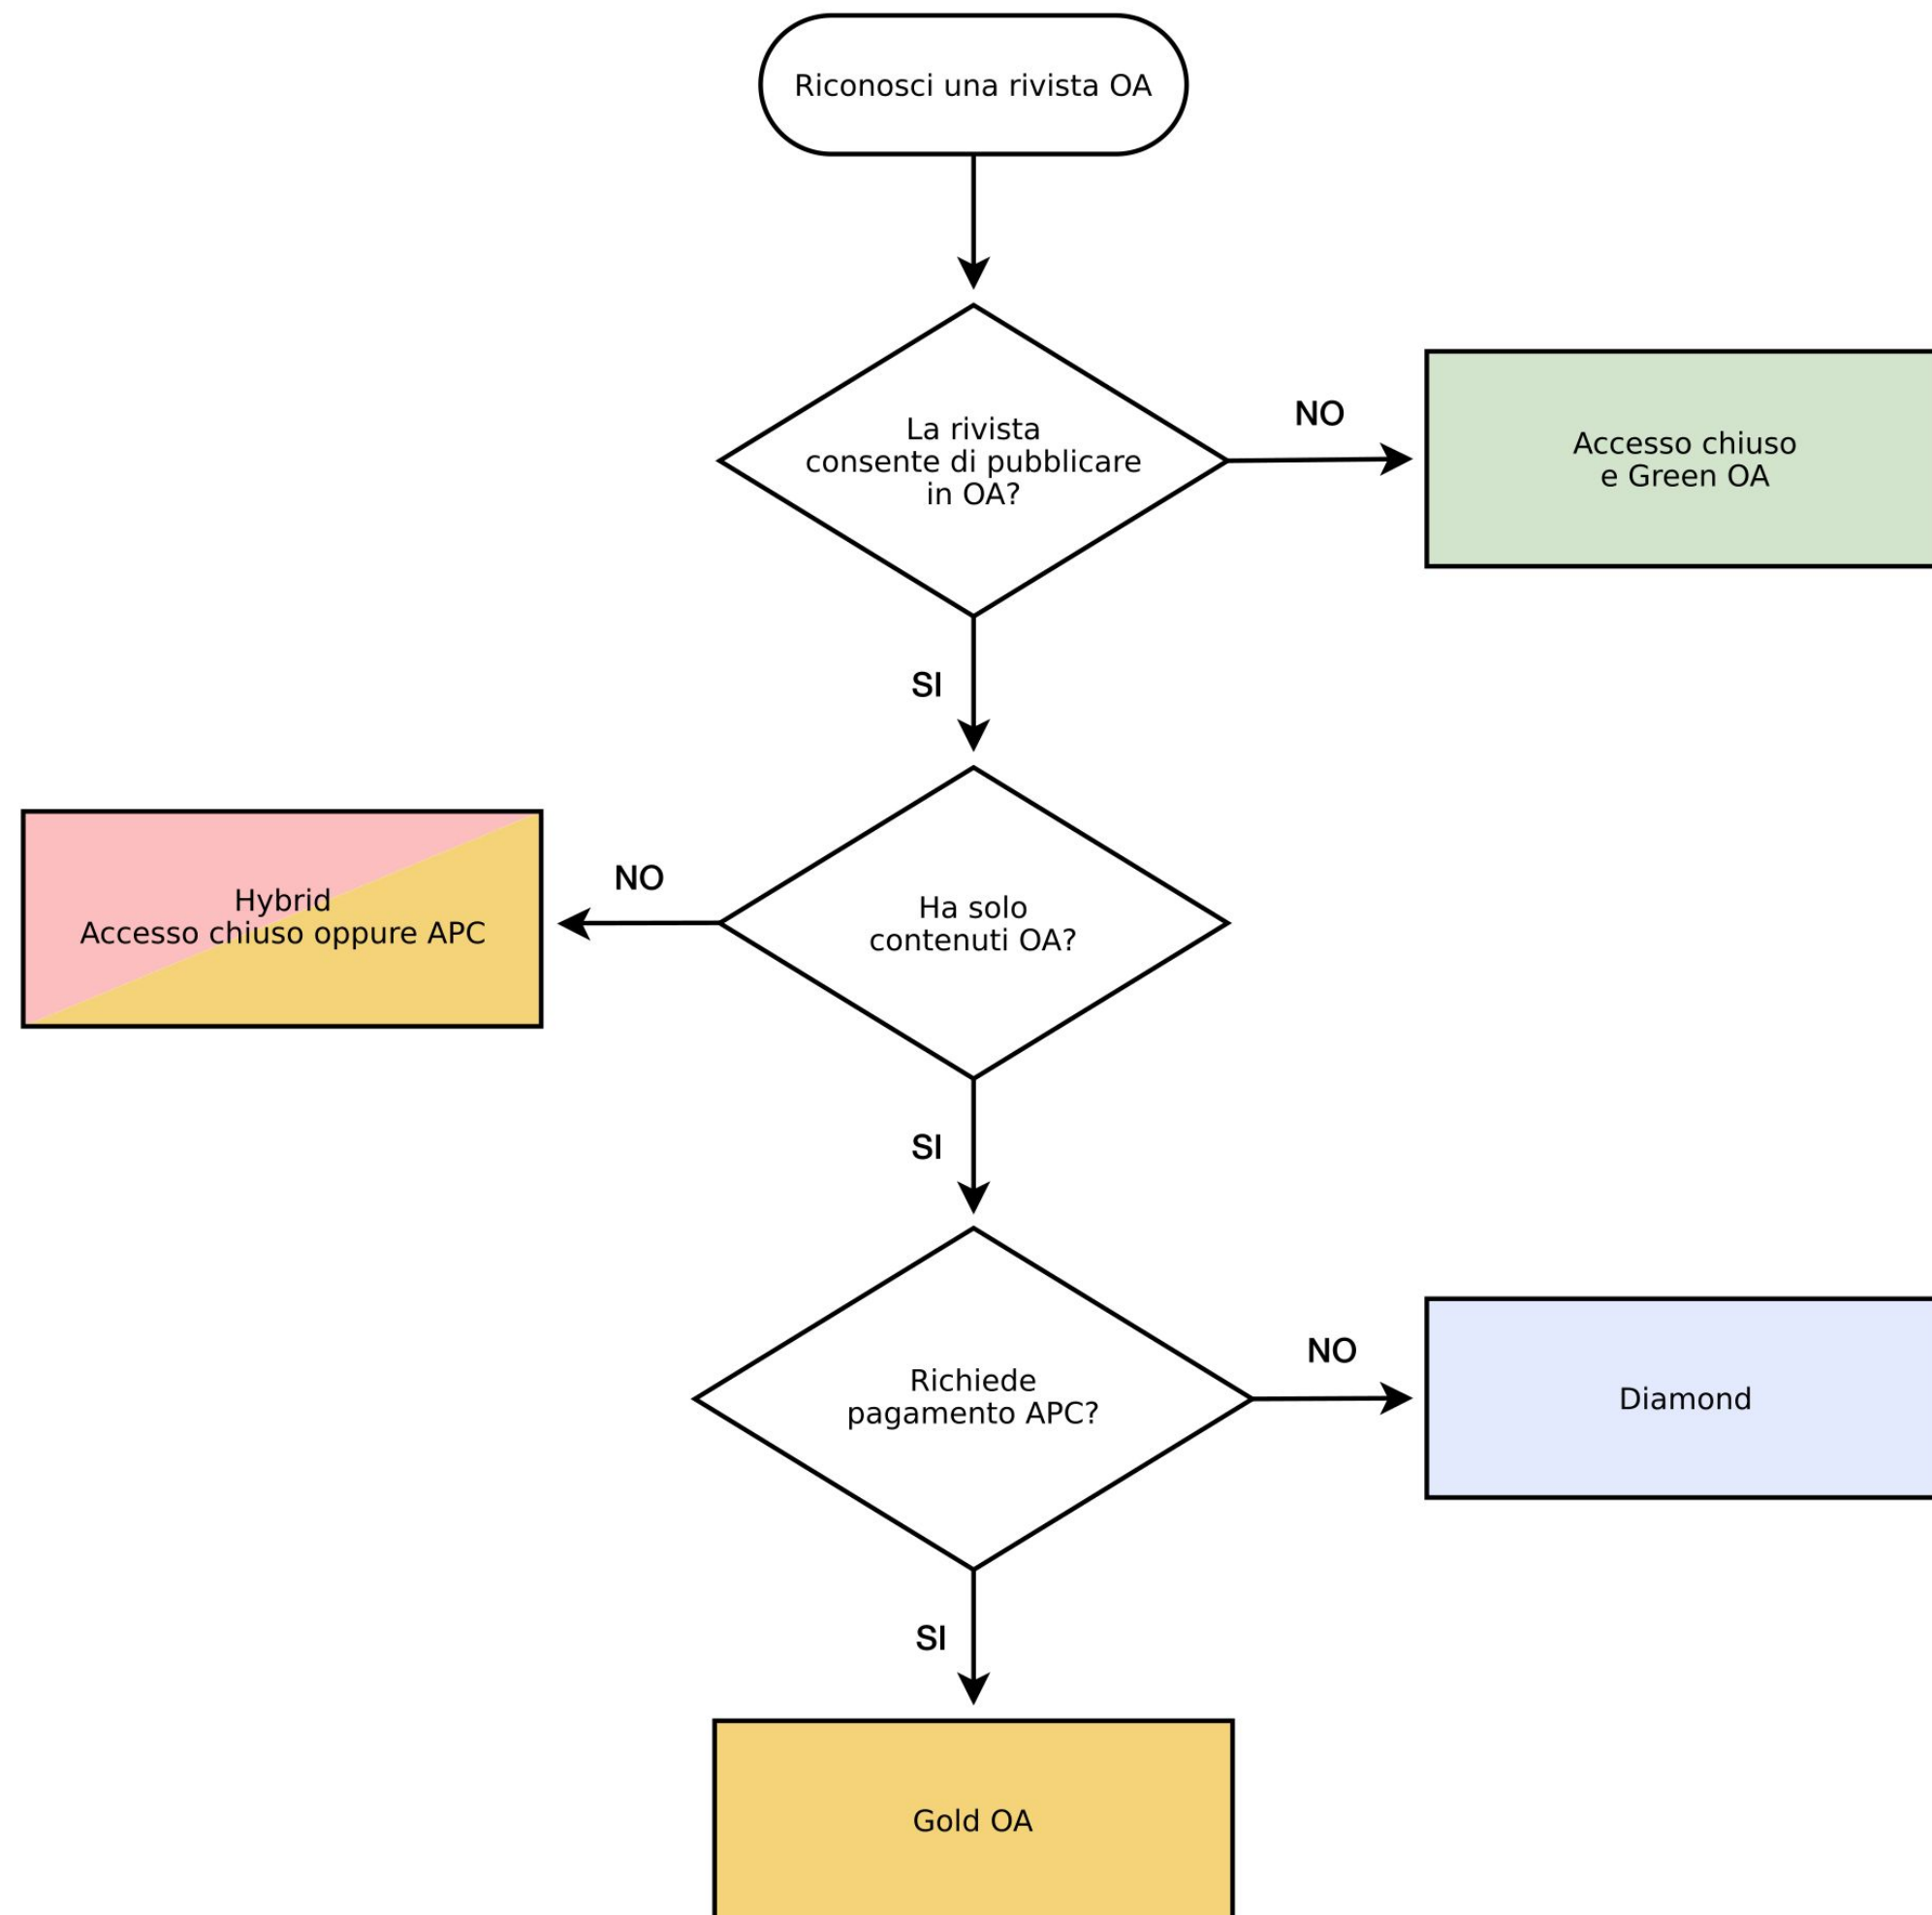 Riconosci una rivista OA
La rivista
consente di pubblicare
in OA?
NO
Accesso chiuso
e Green OA
SI
Hybrid
Accesso chiuso oppure APC
NO
Ha solo
contenuti OA?
SI
Richiede
pagamento APC?
NO
Diamond
SI
Gold OA